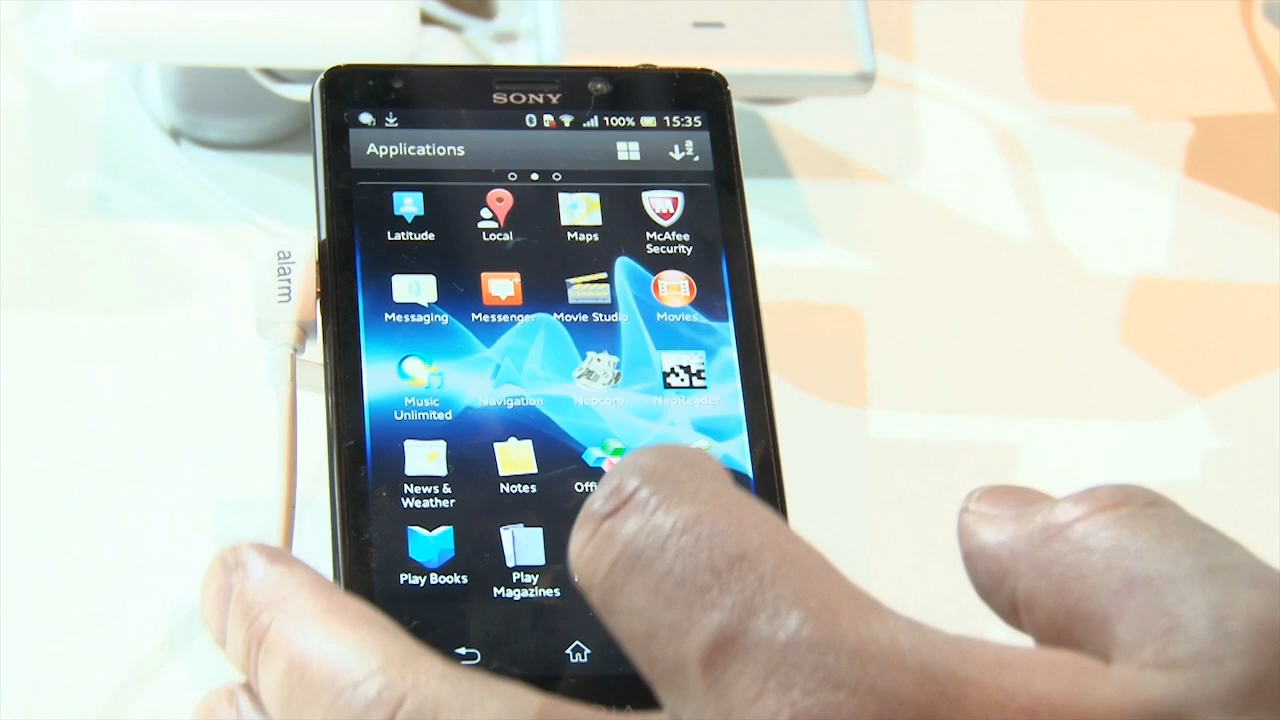 SONY
100% 15:35
Applications
alarm
Latitude Local Maps McAfee
Security
Messaging Messenger Movie Studio Movies
Music
Unlimited Navigation Neocore NeoReader
News &
Weather Notes
Play Books Play
Magazines